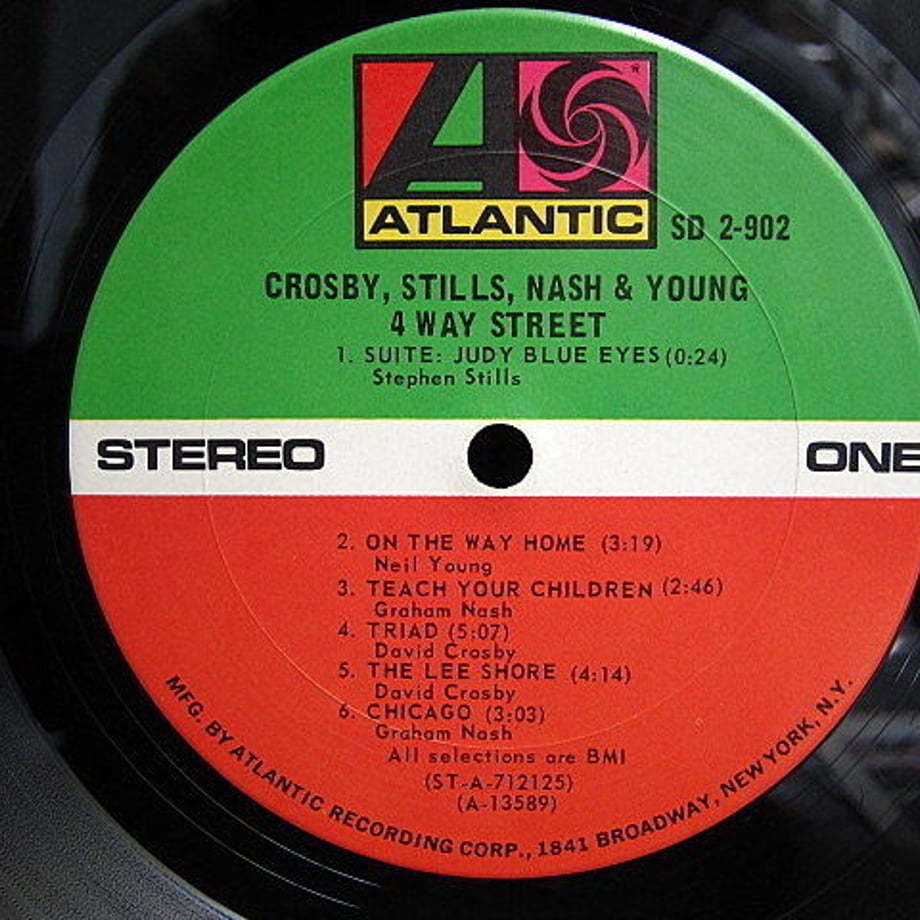 ATLANTIC
SD 2-902
CROSBY, STILLS, NASH & YOUNG
4 WAY STREET
1. SUITE: JUDY BLUE EYES (0:24)
Stephen Stills
STEREO
ONE
2. ON THE WAY HOME (3:19)
Neil Young
3. TEACH YOUR CHILDREN (2:46)
Graham Nash
4. TRIAD (5:07)
David Crosby
5. THE LEE SHORE (4:14)
David Crosby
6. CHICAGO (3:03)
Graham Nash
All selections are BMI
(ST-A-712125)
(A-13589)
MFG. BY ATLANTIC RECORDING CORP., 1841 BROADWAY, NEW YORK, N.Y.